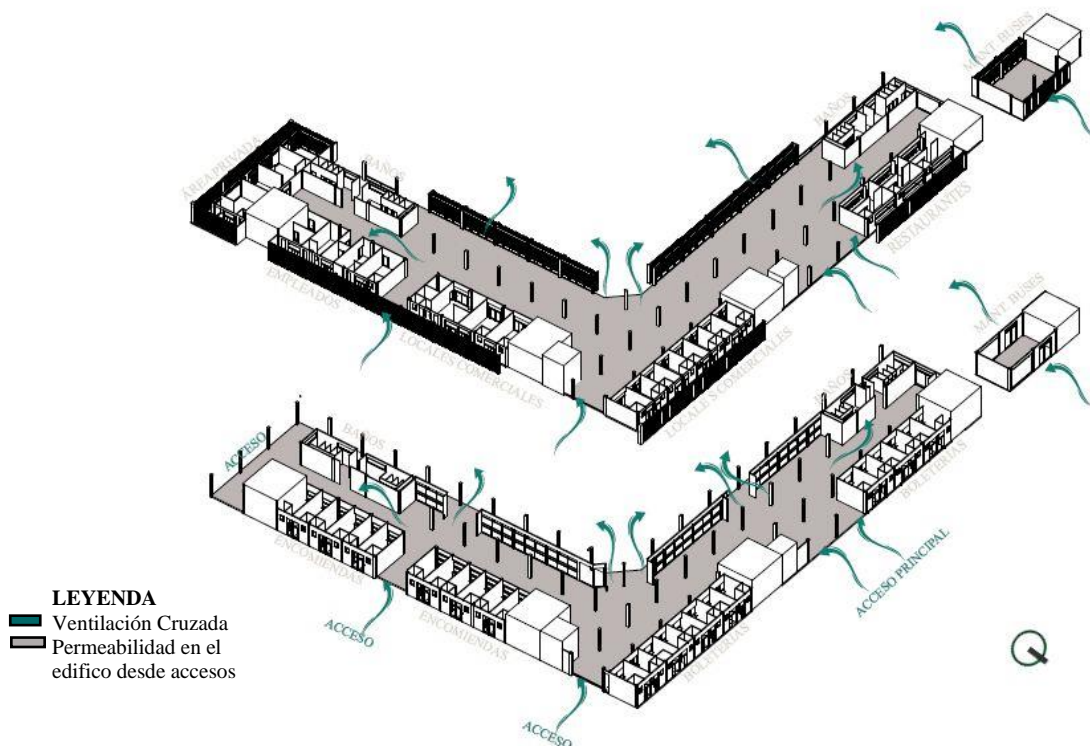 MANT. BUSES
BAÑOS
ÁREA PRIVADA
BAÑOS
RESTAURANTES
EMPLEADOS
LOCALES COMERCIALES
LOCALES COMERCIALES
MANT. BUSES
BAÑOS
ACCESO
BAÑOS
BOLETERÍAS
ENCOMIENDAS
ACCESO PRINCIPAL
ACCESO
ENCOMIENDAS
BOLETERÍAS
ACCESO
LEYENDA
Ventilación Cruzada
Permeabilidad en el
edifico desde accesos